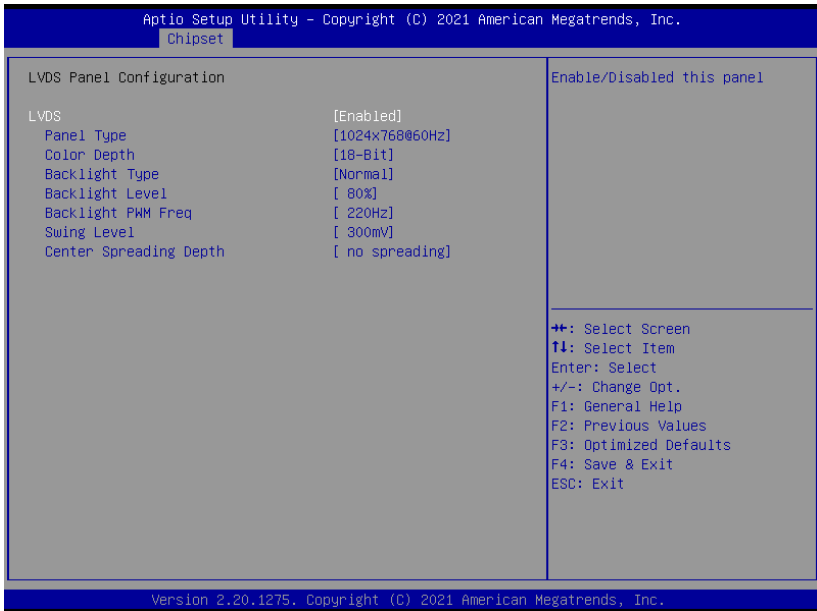 Aptio Setup Utility – Copyright (C) 2021 American Megatrends, Inc.
Chipset
LVDS Panel Configuration
LVDS [Enabled]
Panel Type [1024x768@60Hz]
Color Depth [18-Bit]
Backlight Type [Normal]
Backlight Level [ 80%]
Backlight PWM Freq [ 220Hz]
Swing Level [ 300mV]
Center Spreading Depth [ no spreading]
Enable/Disabled this panel
→←: Select Screen
↑↓: Select Item
Enter: Select
+/-: Change Opt.
F1: General Help
F2: Previous Values
F3: Optimized Defaults
F4: Save & Exit
ESC: Exit
Version 2.20.1275. Copyright (C) 2021 American Megatrends, Inc.